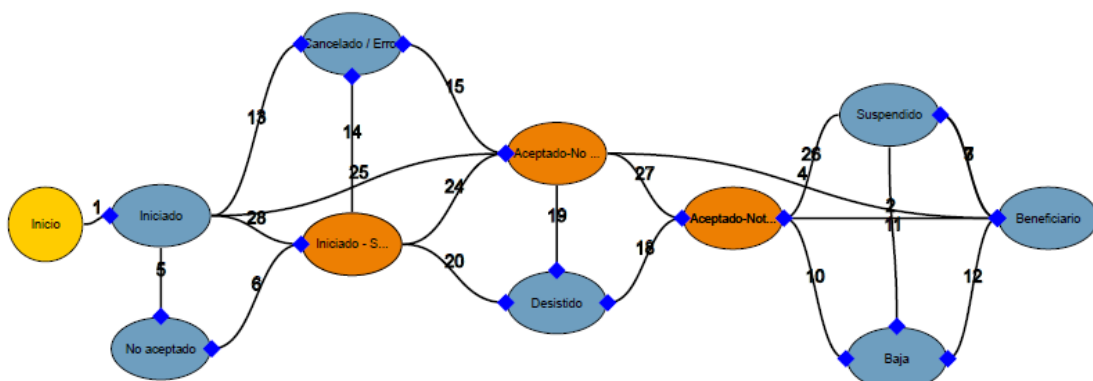 Cancelado / Erro
15
Suspendido
13
14
26
7
Aceptado-No ...
25
24
27
4
1
Iniciado
28
19
2
Inicio
Iniciado - S...
Aceptado-Not...
11
Beneficiario
5
6
20
18
10
12
No aceptado
Desistido
Baja